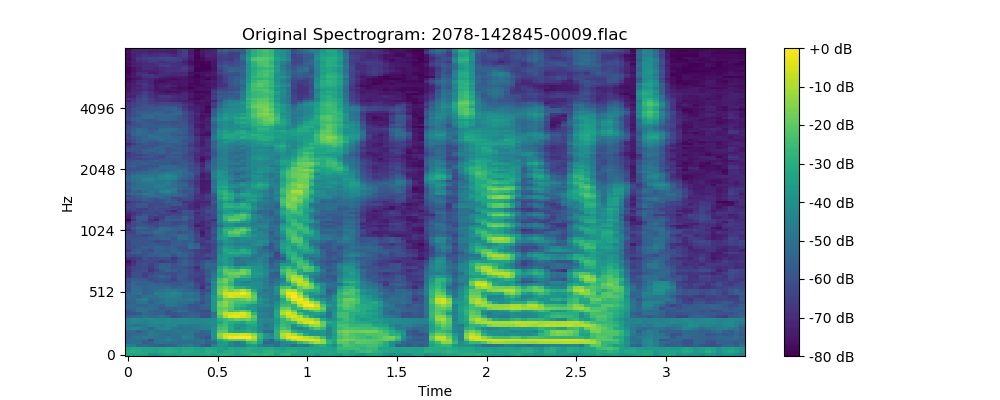 Original Spectrogram: 2078-142845-0009.flac
Hz
4096
2048
1024
512
0
0
0.5
1
1.5
2
2.5
3
Time
+0 dB
-10 dB
-20 dB
-30 dB
-40 dB
-50 dB
-60 dB
-70 dB
-80 dB